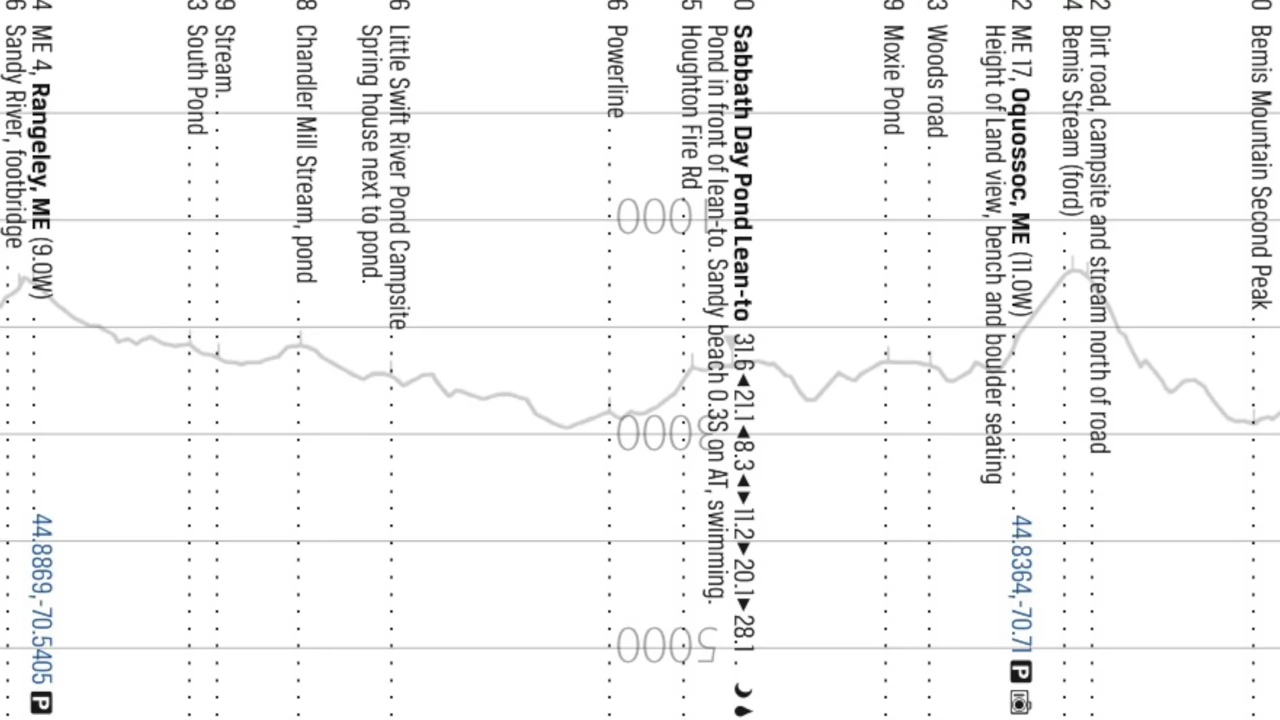 0 Bemis Mountain Second Peak
2 Dirt road, campsite and stream north of road
4 Bemis Stream (ford)
2 ME 17, Oquossoc, ME (11.0W) 44.8364,-70.71 P
Height of Land view, bench and boulder seating
3 Woods road
9 Moxie Pond
0 Sabbath Day Pond Lean-to 31.6◄21.1◄8.3◄►11.2►20.1►28.1
Pond in front of lean-to. Sandy beach 0.3S on AT, swimming.
5 Houghton Fire Rd
1000 3000 5000
6 Powerline
6 Little Swift River Pond Campsite
Spring house next to pond.
8 Chandler Mill Stream, pond
9 Stream.
3 South Pond
4 ME 4, Rangeley, ME (9.0W) 44.8869,-70.5405 P
6 Sandy River, footbridge